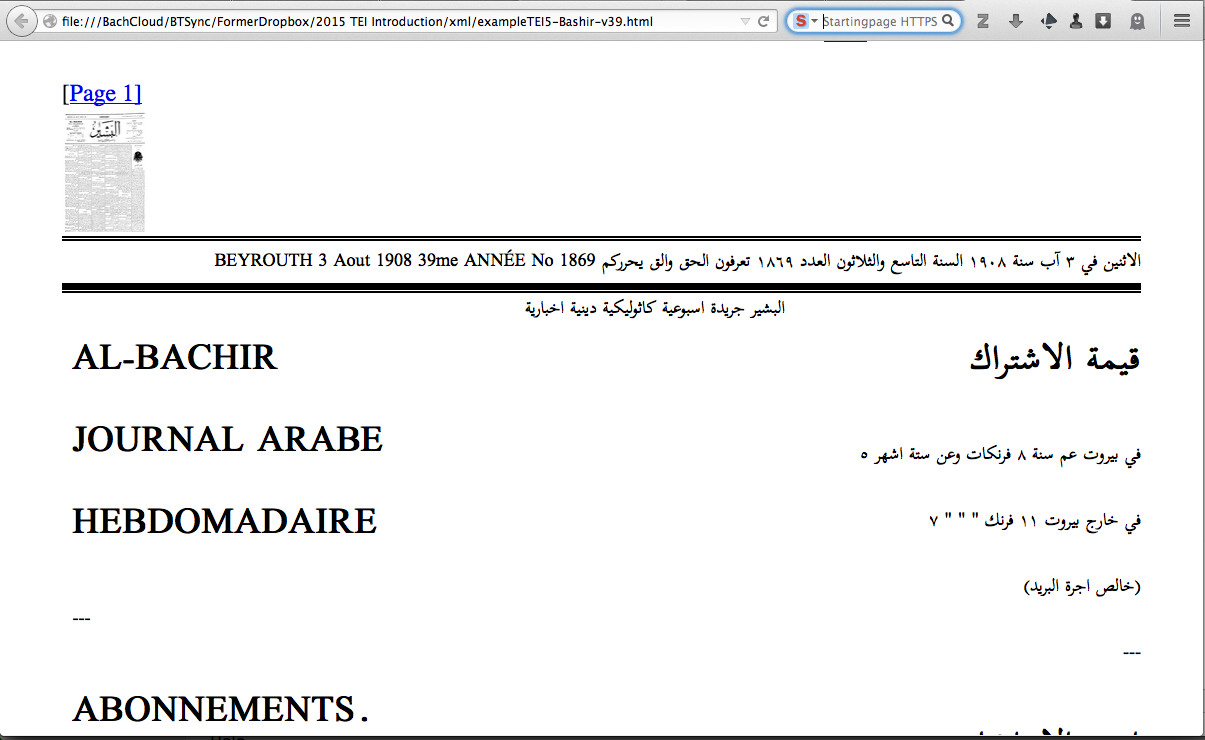 file:///BachCloud/BTSync/FormerDropbox/2015 TEI Introduction/xml/exampleTEI5-Bashir-v39.html
S Startingpage HTTPS
[Page 1]
البشير
الاثنين في ٣ آب سنة ١٩٠٨ السنة التاسع والثلاثون العدد ١٨٦٩ تعرفون الحق والق يحرركم BEYROUTH 3 Aout 1908 39me ANNÉE No 1869
البشير جريدة اسبوعية كاثوليكية دينية اخبارية
AL-BACHIR
JOURNAL ARABE
HEBDOMADAIRE
---
ABONNEMENTS.
قيمة الاشتراك
في بيروت عم سنة ٨ فرنكات وعن ستة اشهر ٥
في خارج بيروت ١١ فرنك " " " ٧
(خالص اجرة البريد)
---